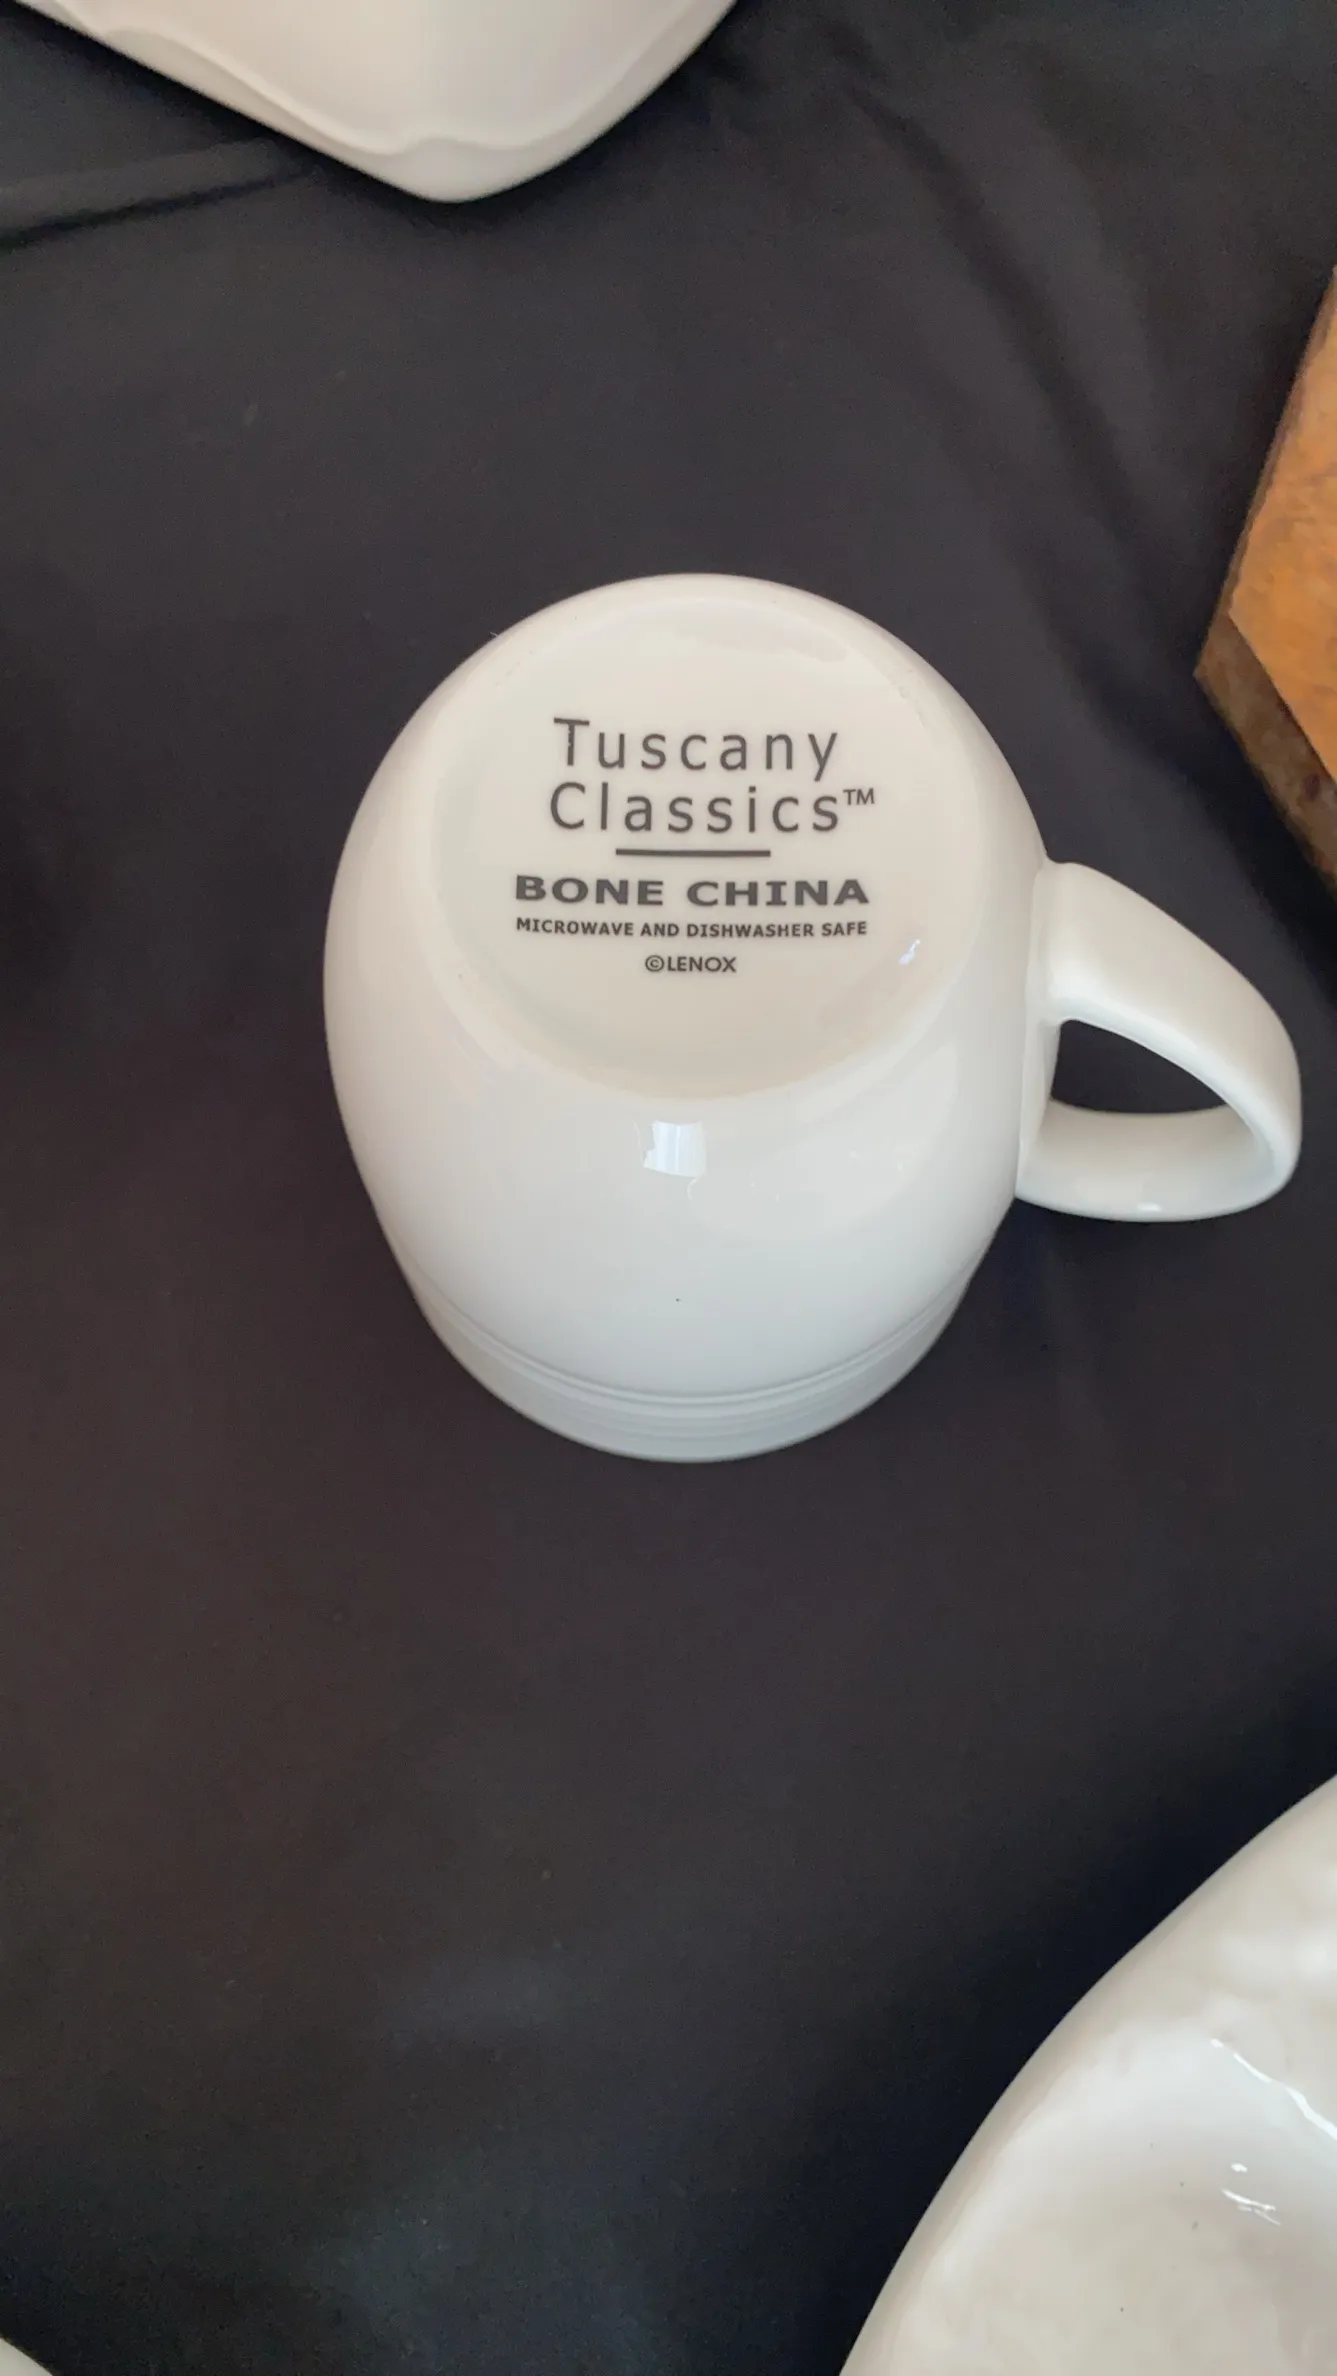 Tuscany
Classics™
BONE CHINA
MICROWAVE AND DISHWASHER SAFE
©LENOX